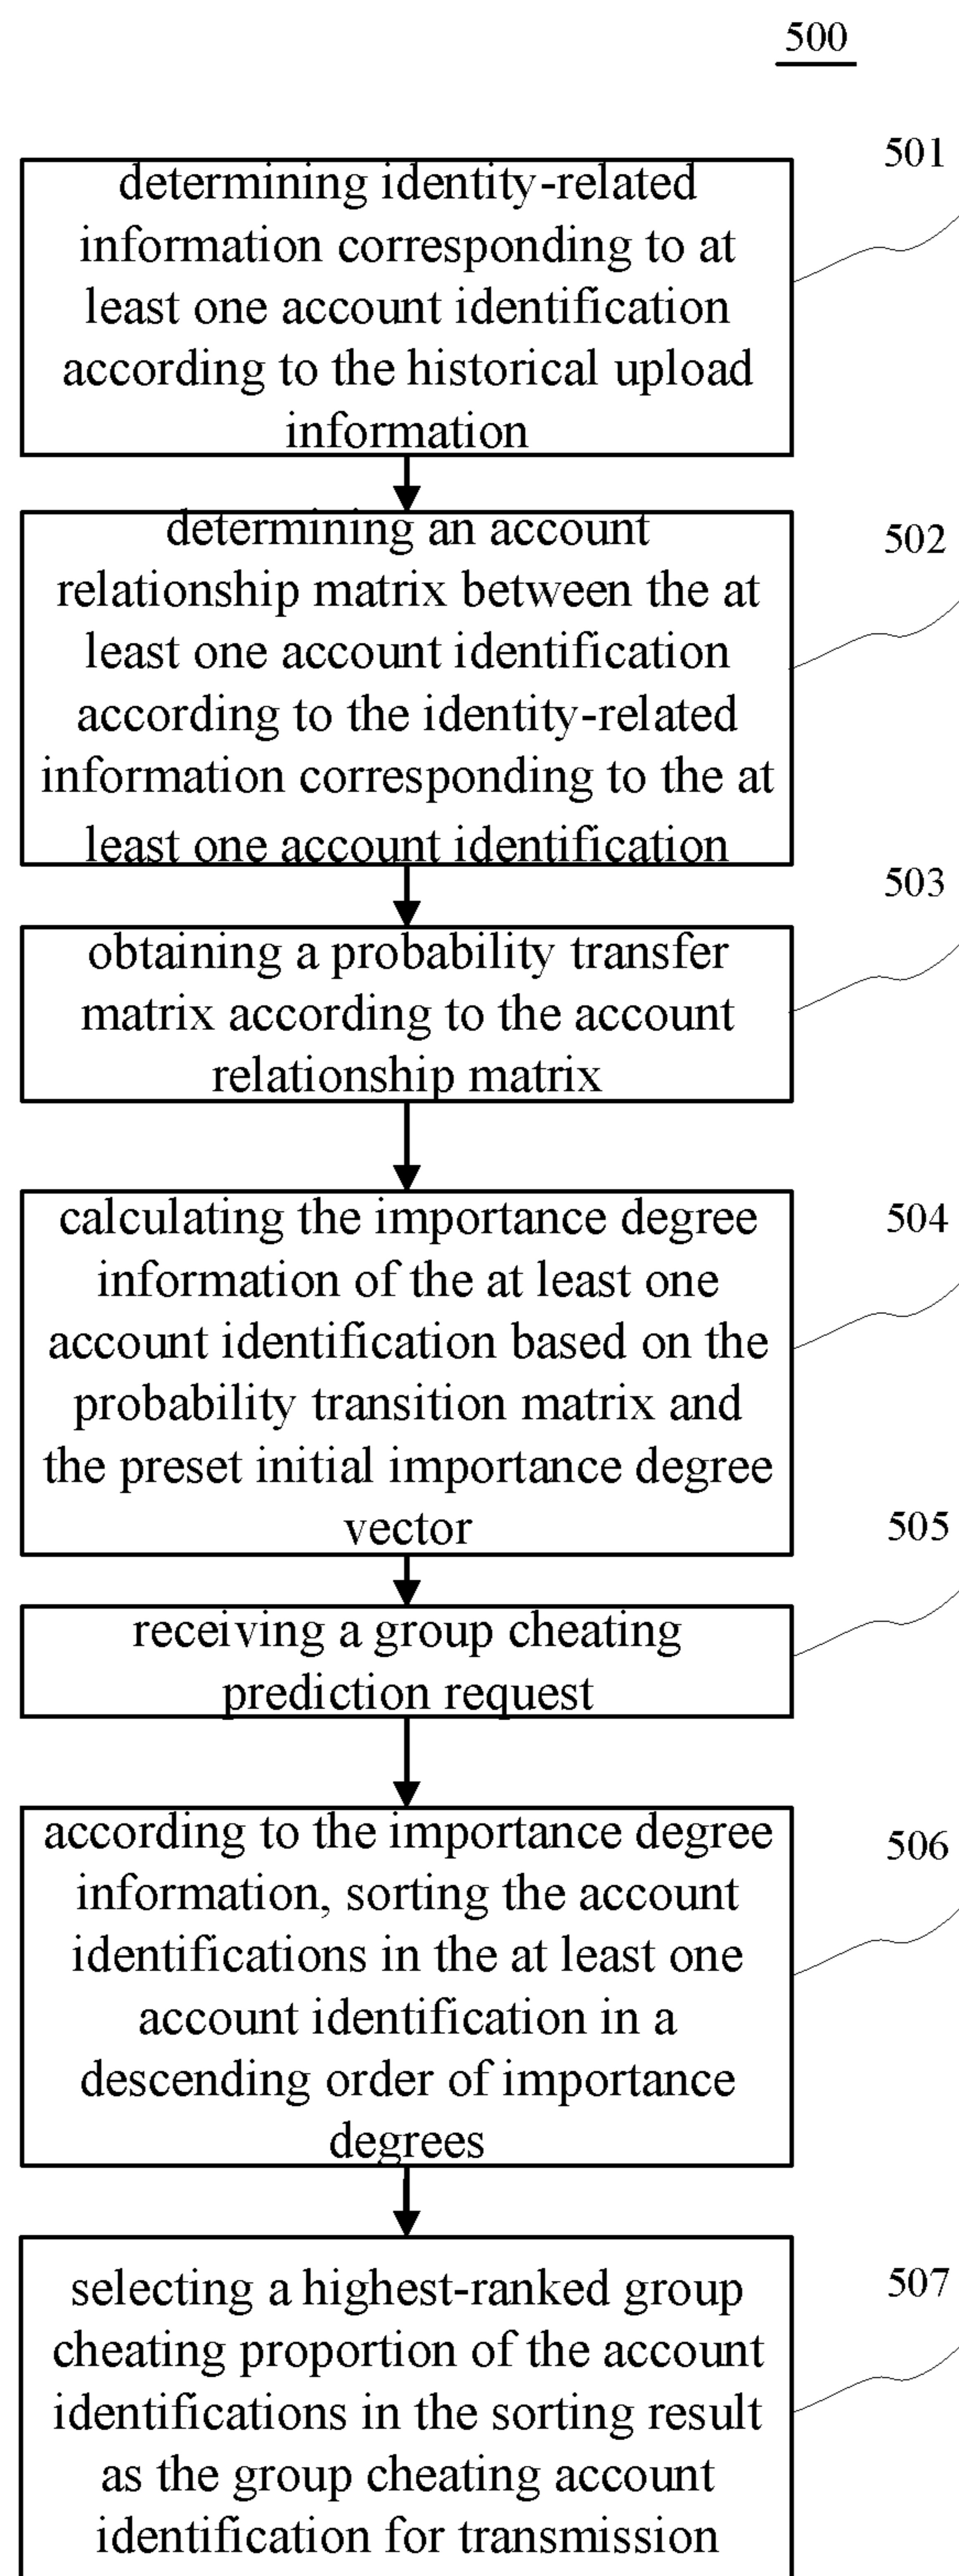 500
501
determining identity-related
information corresponding to at
least one account identification
according to the historical upload
information
502
determining an account
relationship matrix between the at
least one account identification
according to the identity-related
information corresponding to the at
least one account identification
503
obtaining a probability transfer
matrix according to the account
relationship matrix
504
calculating the importance degree
information of the at least one
account identification based on the
probability transition matrix and
the preset initial importance degree
vector
505
receiving a group cheating
prediction request
506
according to the importance degree
information, sorting the account
identifications in the at least one
account identification in a
descending order of importance
degrees
507
selecting a highest-ranked group
cheating proportion of the account
identifications in the sorting result
as the group cheating account
identification for transmission